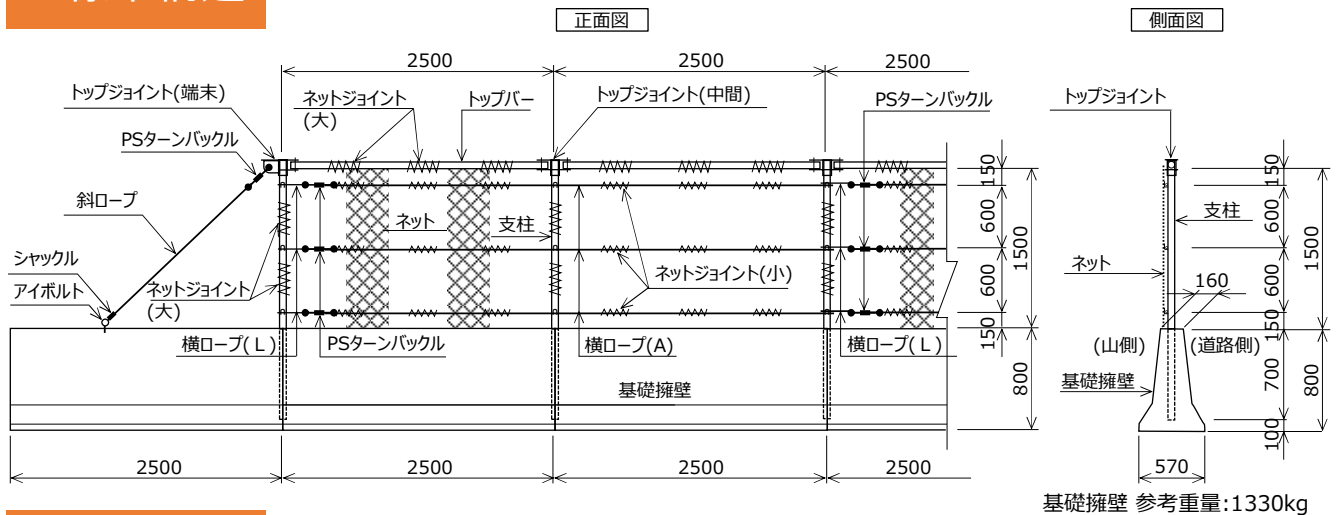 正面図
側面図
2500
2500
2500
トップジョイント(端末)
ネットジョイント
(大)
トップバー
トップジョイント(中間)
PSターンバックル
トップジョイント
PSターンバックル
斜ロープ
ネット
支柱
シャックル
アイボルト
ネットジョイント
(大)
ネットジョイント(小)
150
600
600
150
1500
800
支柱
ネット
160
150
600
600
150
700
100
1500
800
横ロープ(L)
PSターンバックル
横ロープ(A)
横ロープ(L)
(山側)
(道路側)
基礎擁壁
基礎擁壁
2500
2500
2500
2500
570
基礎擁壁 参考重量:1330kg